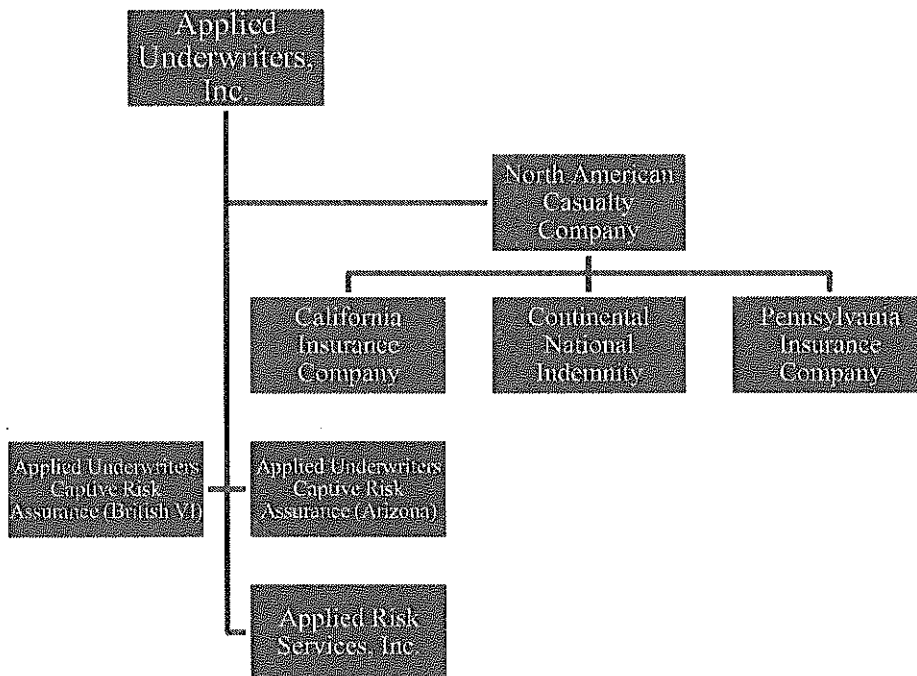 Applied
Underwriters,
Inc.
North American
Casualty
Company
California
Insurance
Company
Continental
National
Indemnity
Pennsylvania
Insurance
Company
Applied Underwriters
Captive Risk
Assurance (British VI)
Applied Underwriters
Captive Risk
Assurance (Arizona)
Applied Risk
Services, Inc.